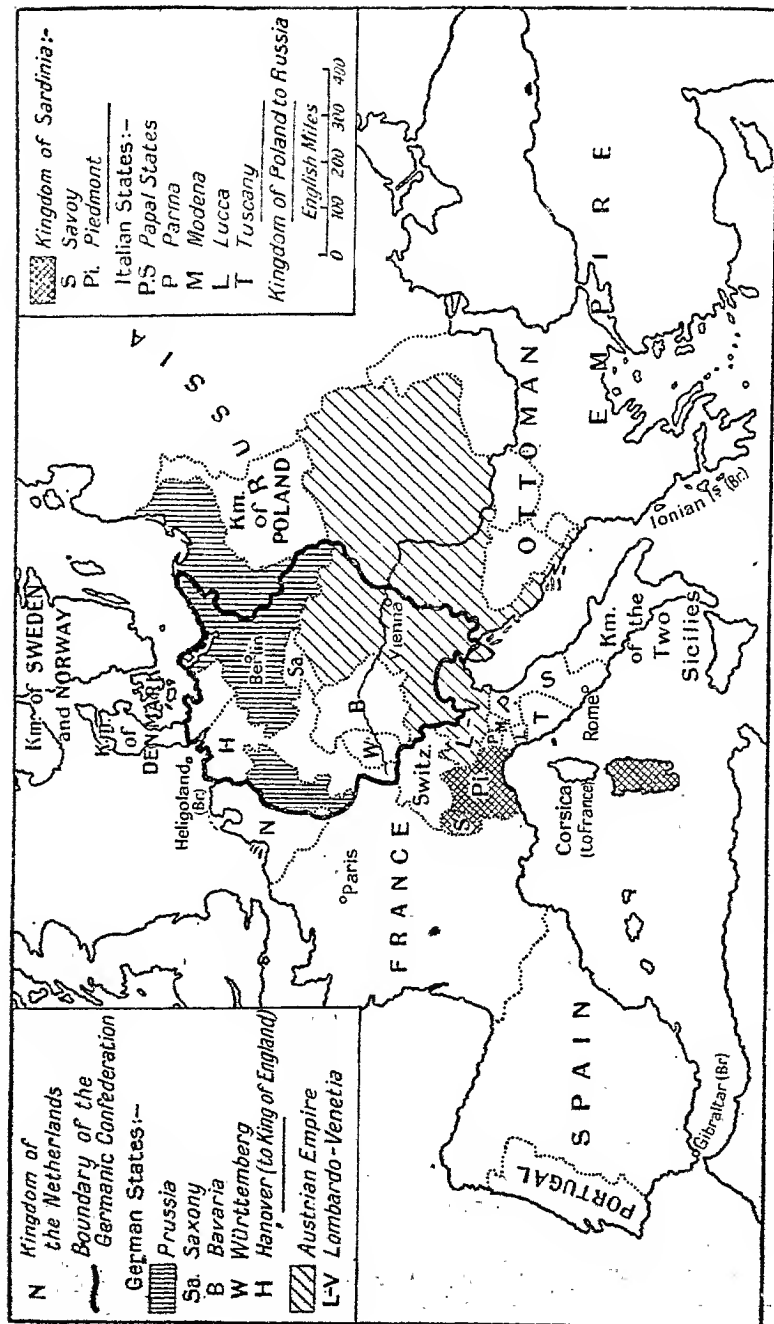 N Kingdom of
the Netherlands
Boundary of the
Germanic Confederation
German States:-
Prussia
Sa. Saxony
B Bavaria
W Württemberg
H Hanover (to King of England)
Austrian Empire
L-V Lombardo-Venetia
Kingdom of Sardinia:-
S Savoy
Pi. Piedmont
Italian States:-
P.S Papal States
P Parma
M Modena
L Lucca
T Tuscany
Kingdom of Poland to Russia
English Miles
0 100 200 300 400
Km. of SWEDEN
and NORWAY
Km.
of
DENMARK
Heligoland
(Br)
RUSSIA
Km.
of
POLAND
H
N
Berlin
Sa.
Paris
B
W
Vienna
FRANCE
Switz.
L-
S
Pi
P.
M
L
T
S
OTTOMAN
EMPIRE
Rome
Km.
of the
Two
Sicilies
Corsica
(to France)
Ionian Is (Br.)
SPAIN
PORTUGAL
Gibraltar (Br)